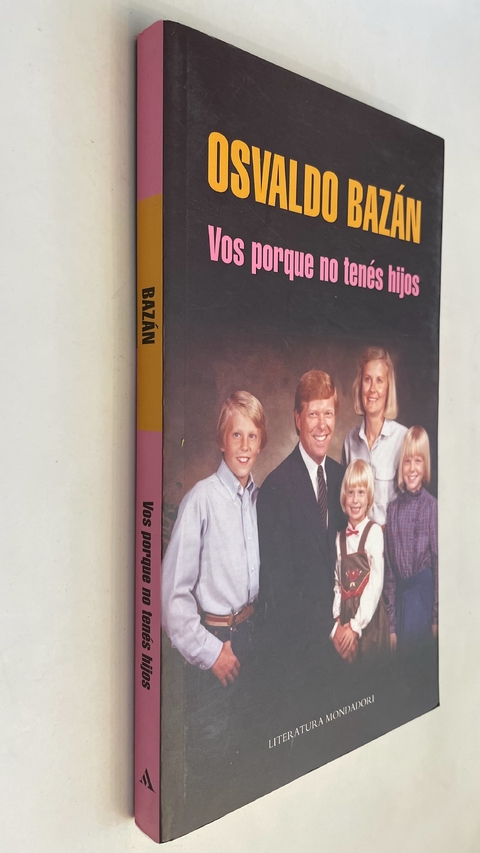 OSVALDO BAZÁN
Vos porque no tenés hijos
LITERATURA MONDADORI
BAZÁN
Vos porque no tenés hijos